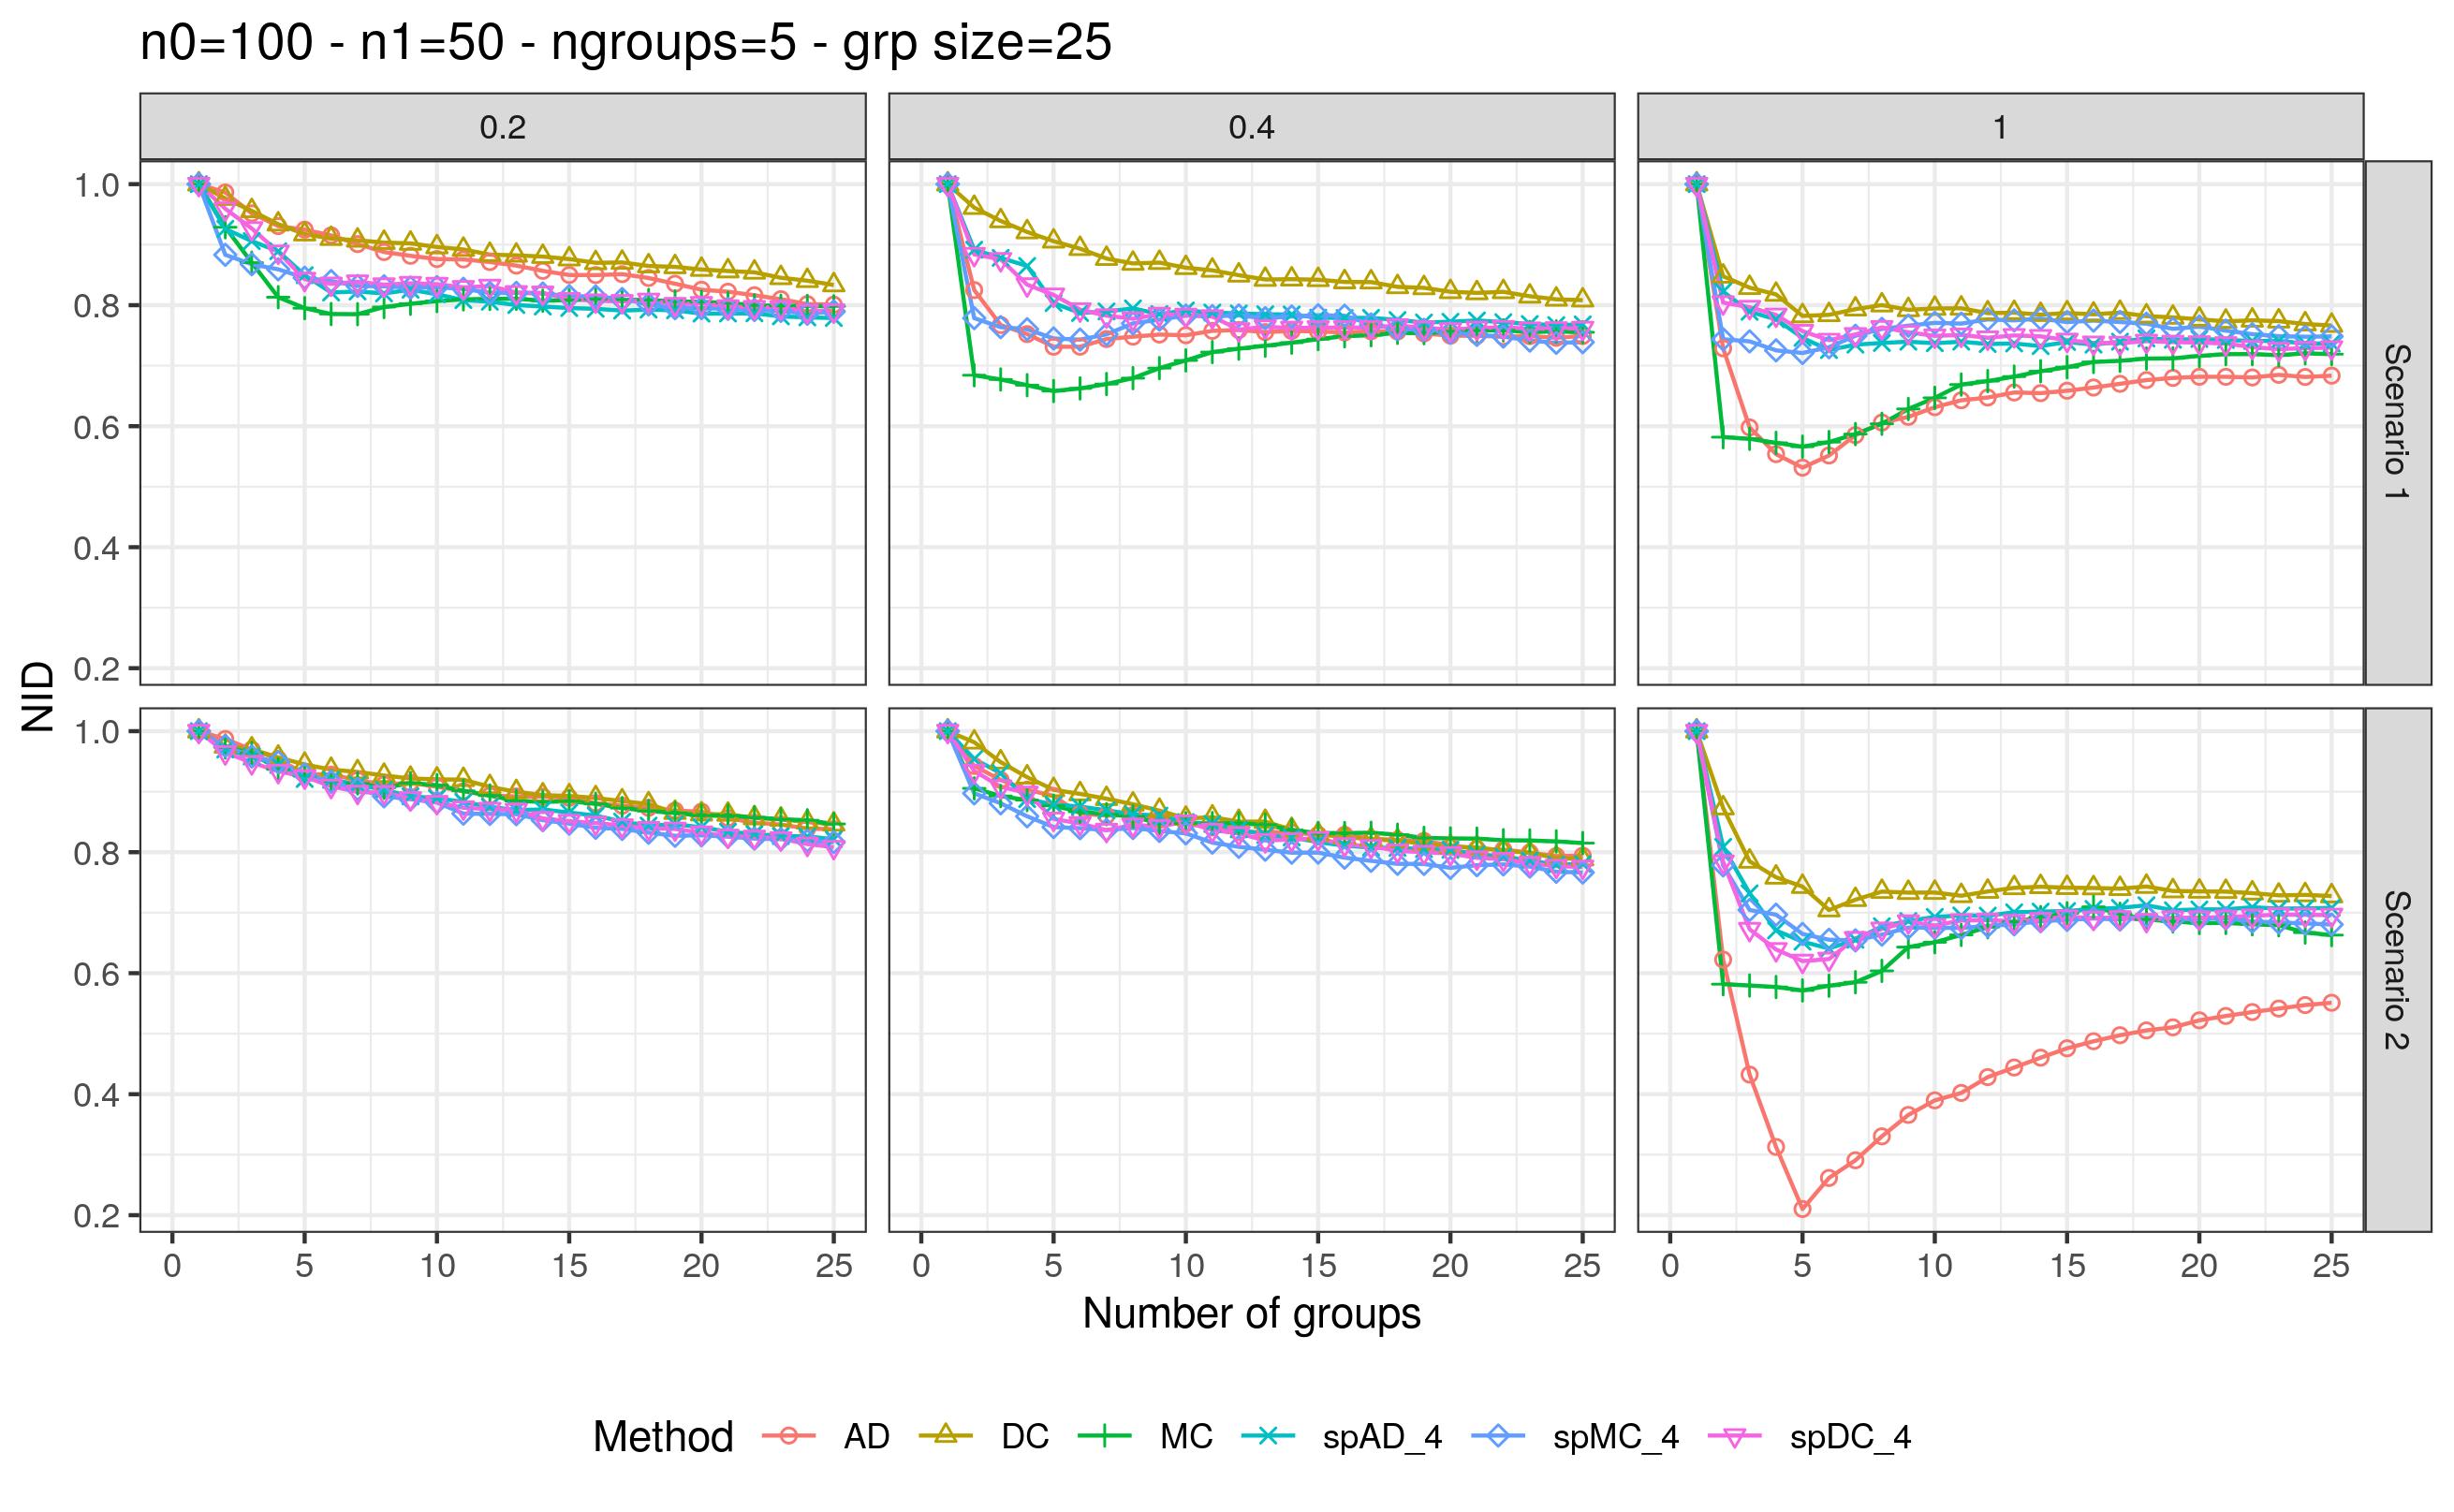 n0=100 - n1=50 - ngroups=5 - grp size=25
0.2 0.4 1
1.0
0.8
0.6
0.4
0.2
Scenario 1
NID
1.0
0.8
0.6
0.4
0.2
Scenario 2
0 5 10 15 20 25 0 5 10 15 20 25 0 5 10 15 20 25
Number of groups
Method AD DC MC spAD_4 spMC_4 spDC_4